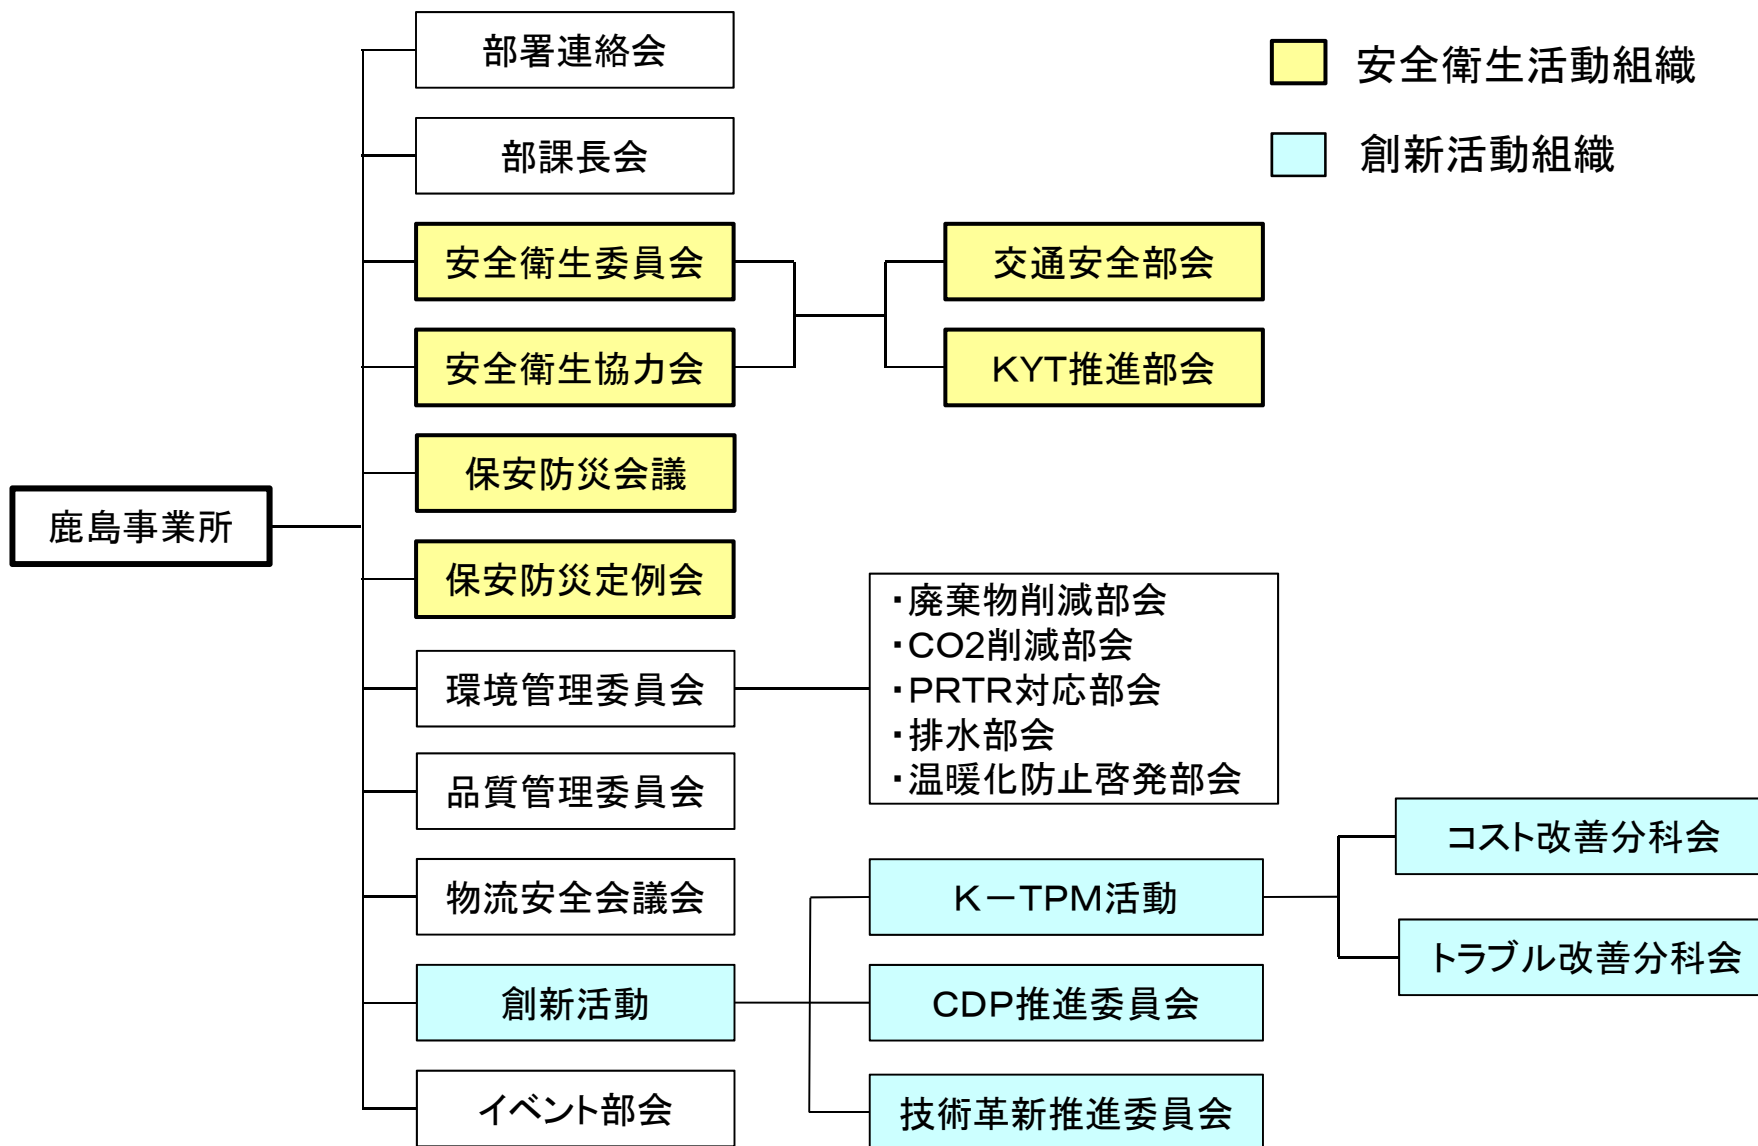 部署連絡会
安全衛生活動組織
部課長会
創新活動組織
安全衛生委員会
交通安全部会
安全衛生協力会
KYT推進部会
保安防災会議
鹿島事業所
保安防災定例会
・廃棄物削減部会
・CO2削減部会
・PRTR対応部会
・排水部会
・温暖化防止啓発部会
環境管理委員会
品質管理委員会
コスト改善分科会
物流安全会議会
K－TPM活動
トラブル改善分科会
創新活動
CDP推進委員会
イベント部会
技術革新推進委員会